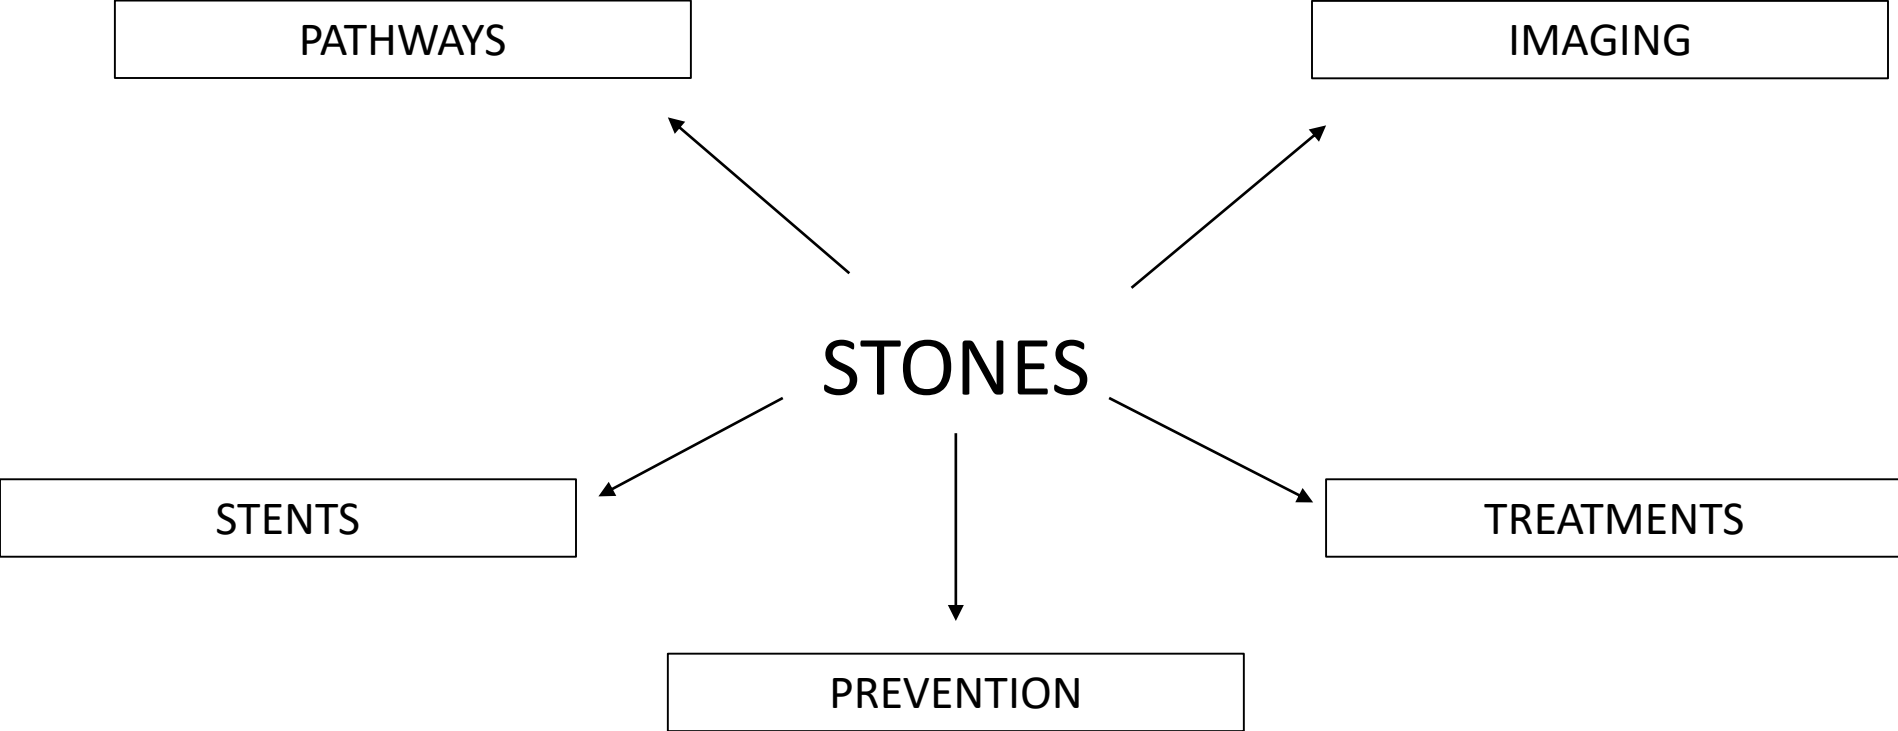 PATHWAYS
IMAGING
STONES
STENTS
TREATMENTS
PREVENTION